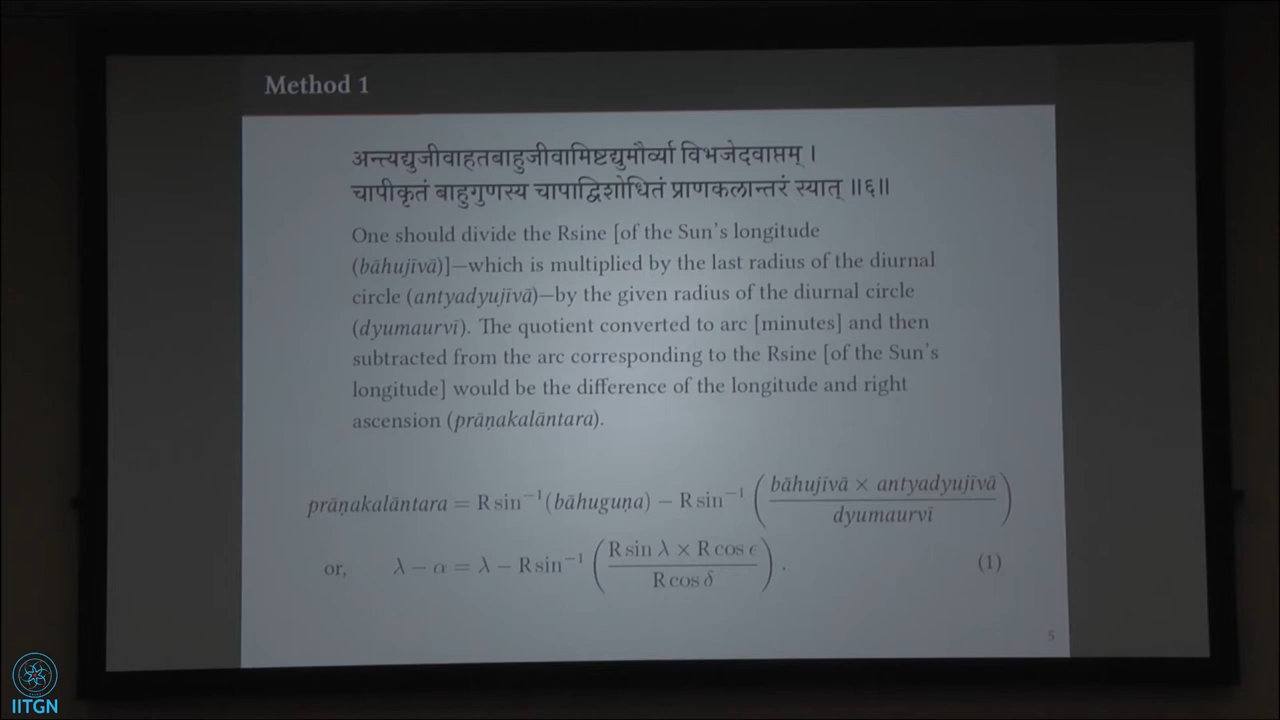 Method 1
अन्त्यद्युजीवाहतबाहुजीवामिष्टद्युमौर्व्या विभजेदवाप्तम् ।
चापीकृतं बाहुगुणस्य चापाद्विशोधितं प्राणकलान्तरं स्यात् ॥६॥
One should divide the Rsine [of the Sun's longitude
(bāhujīvā)]—which is multiplied by the last radius of the diurnal
circle (antyadyujīvā)—by the given radius of the diurnal circle
(dyumaurvī). The quotient converted to arc [minutes] and then
subtracted from the arc corresponding to the Rsine [of the Sun's
longitude] would be the difference of the longitude and right
ascension (prāṇakalāntara).
prāṇakalāntara = R sin⁻¹(bāhuguṇa) − R sin⁻¹ (bāhujīvā × antyadyujīvā / dyumaurvī)
or, λ − α = λ − R sin⁻¹ (R sin λ × R cos ϵ / R cos δ) . (1)
5
IITGN